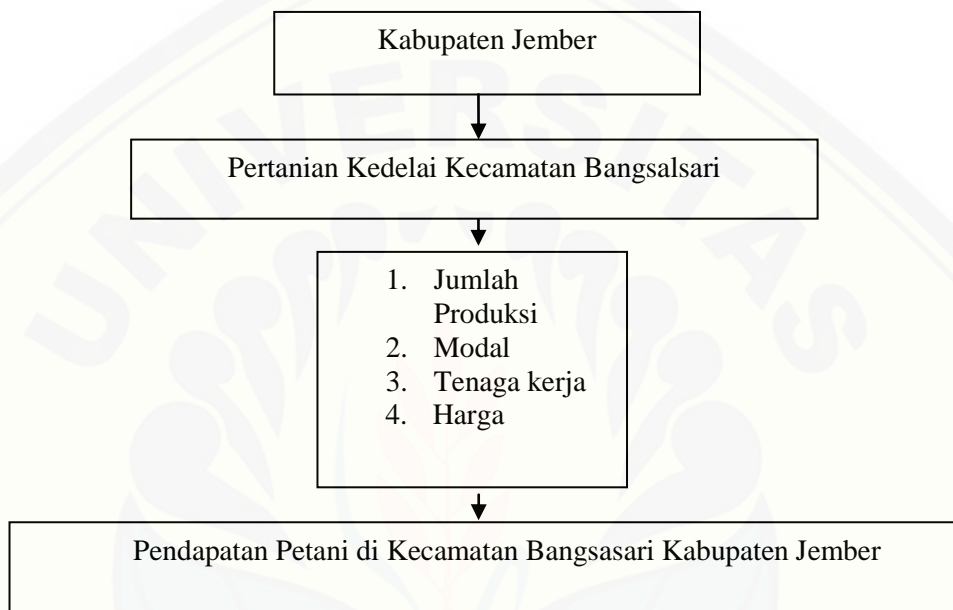 Kabupaten Jember
Pertanian Kedelai Kecamatan Bangsalsari
1. Jumlah
Produksi
2. Modal
3. Tenaga kerja
4. Harga
Pendapatan Petani di Kecamatan Bangsasari Kabupaten Jember
UNIVERSITAS